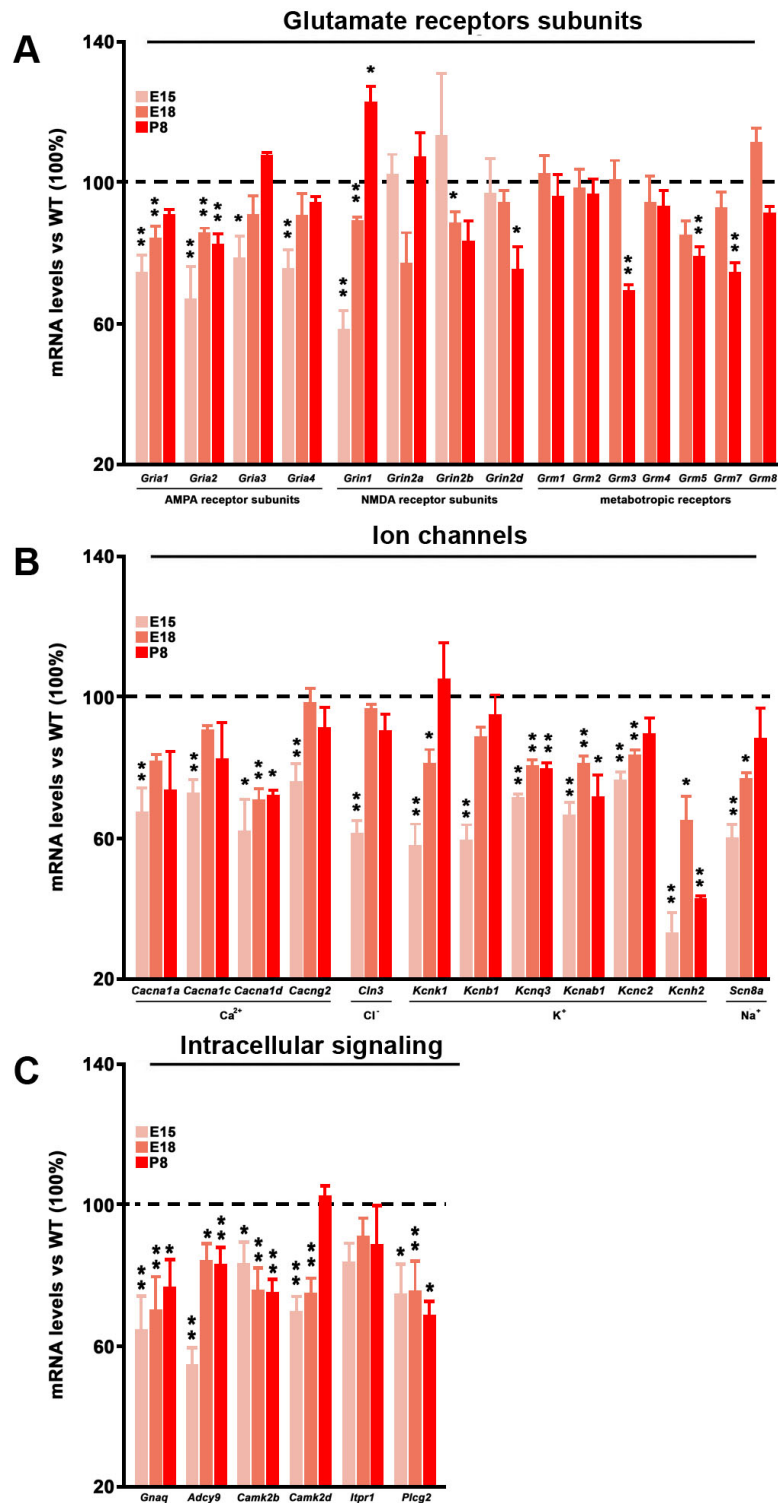 Glutamate receptors subunits
A
140
100
60
20
mRNA levels vs WT (100%)
E15
E18
P8
* * * * * * * * * * * * * * * * * * * * * * * * *
Gria1 Gria2 Gria3 Gria4 Grin1 Grin2a Grin2b Grin2d Grm1 Grm2 Grm3 Grm4 Grm5 Grm7 Grm8
AMPA receptor subunits NMDA receptor subunits metabotropic receptors
Ion channels
B
140
100
60
20
mRNA levels vs WT (100%)
E15
E18
P8
Cacna1a Cacna1c Cacna1d Cacng2 Cln3 Kcnk1 Kcnb1 Kcnq3 Kcnab1 Kcnc2 Kcnh2 Scn8a
Ca²⁺ Cl⁻ K⁺ Na⁺
Intracellular signaling
C
140
100
60
20
mRNA levels vs WT (100%)
E15
E18
P8
Gnaq Adcy9 Camk2b Camk2d Itpr1 Plcg2